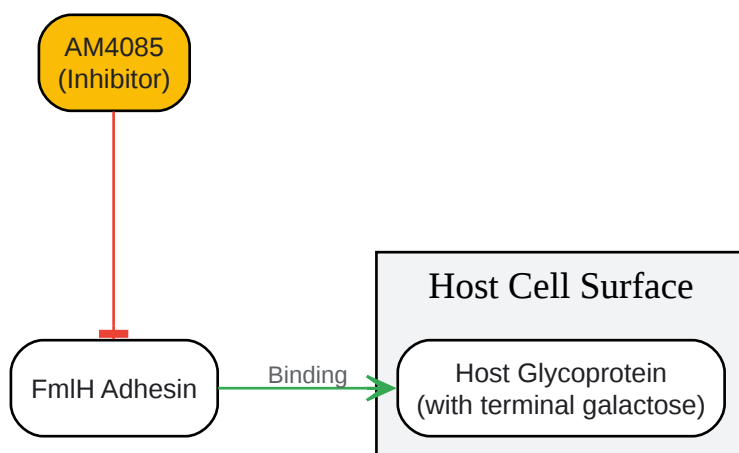 AM4085
(Inhibitor)
Host Cell Surface
FmlH Adhesin
Binding
Host Glycoprotein
(with terminal galactose)